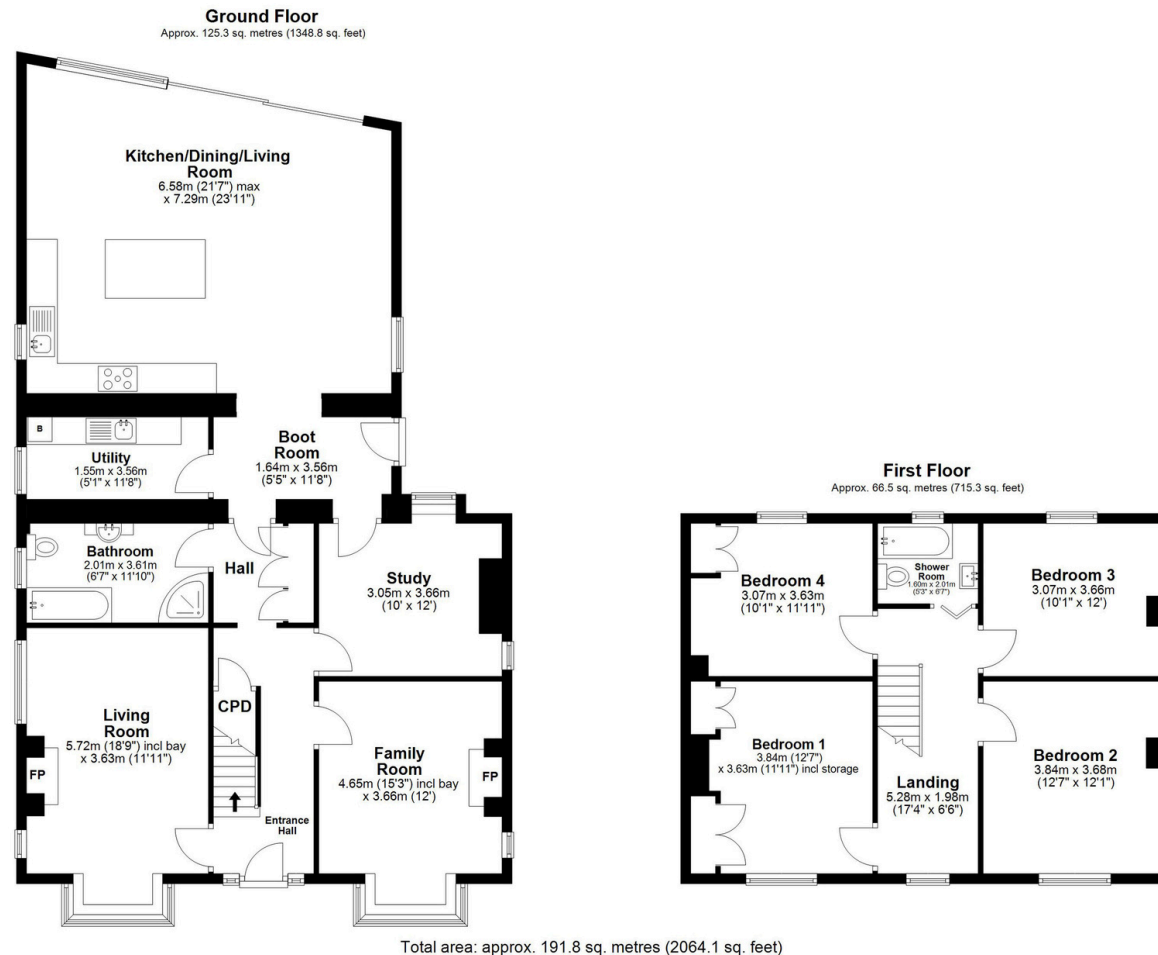 Ground Floor
Approx. 125.3 sq. metres (1348.8 sq. feet)
Kitchen/Dining/Living
Room
6.58m (21'7") max
x 7.29m (23'11")
B
Utility
1.55m x 3.56m
(5'1" x 11'8")
Boot
Room
1.64m x 3.56m
(5'5" x 11'8")
Bathroom
2.01m x 3.61m
(6'7" x 11'10")
Hall
Study
3.05m x 3.66m
(10' x 12')
Living
Room
5.72m (18'9") incl bay
x 3.63m (11'11")
FP
CPD
Family
Room
4.65m (15'3") incl bay
x 3.66m (12')
FP
Entrance
Hall
First Floor
Approx. 66.5 sq. metres (715.3 sq. feet)
Bedroom 4
3.07m x 3.63m
(10'1" x 11'11")
Shower
Room
1.60m x 2.01m
(5'3" x 6'7")
Bedroom 3
3.07m x 3.66m
(10'1" x 12')
Bedroom 1
3.84m (12'7")
x 3.63m (11'11") incl storage
Landing
5.28m x 1.98m
(17'4" x 6'6")
Bedroom 2
3.84m x 3.68m
(12'7" x 12'1")
Total area: approx. 191.8 sq. metres (2064.1 sq. feet)